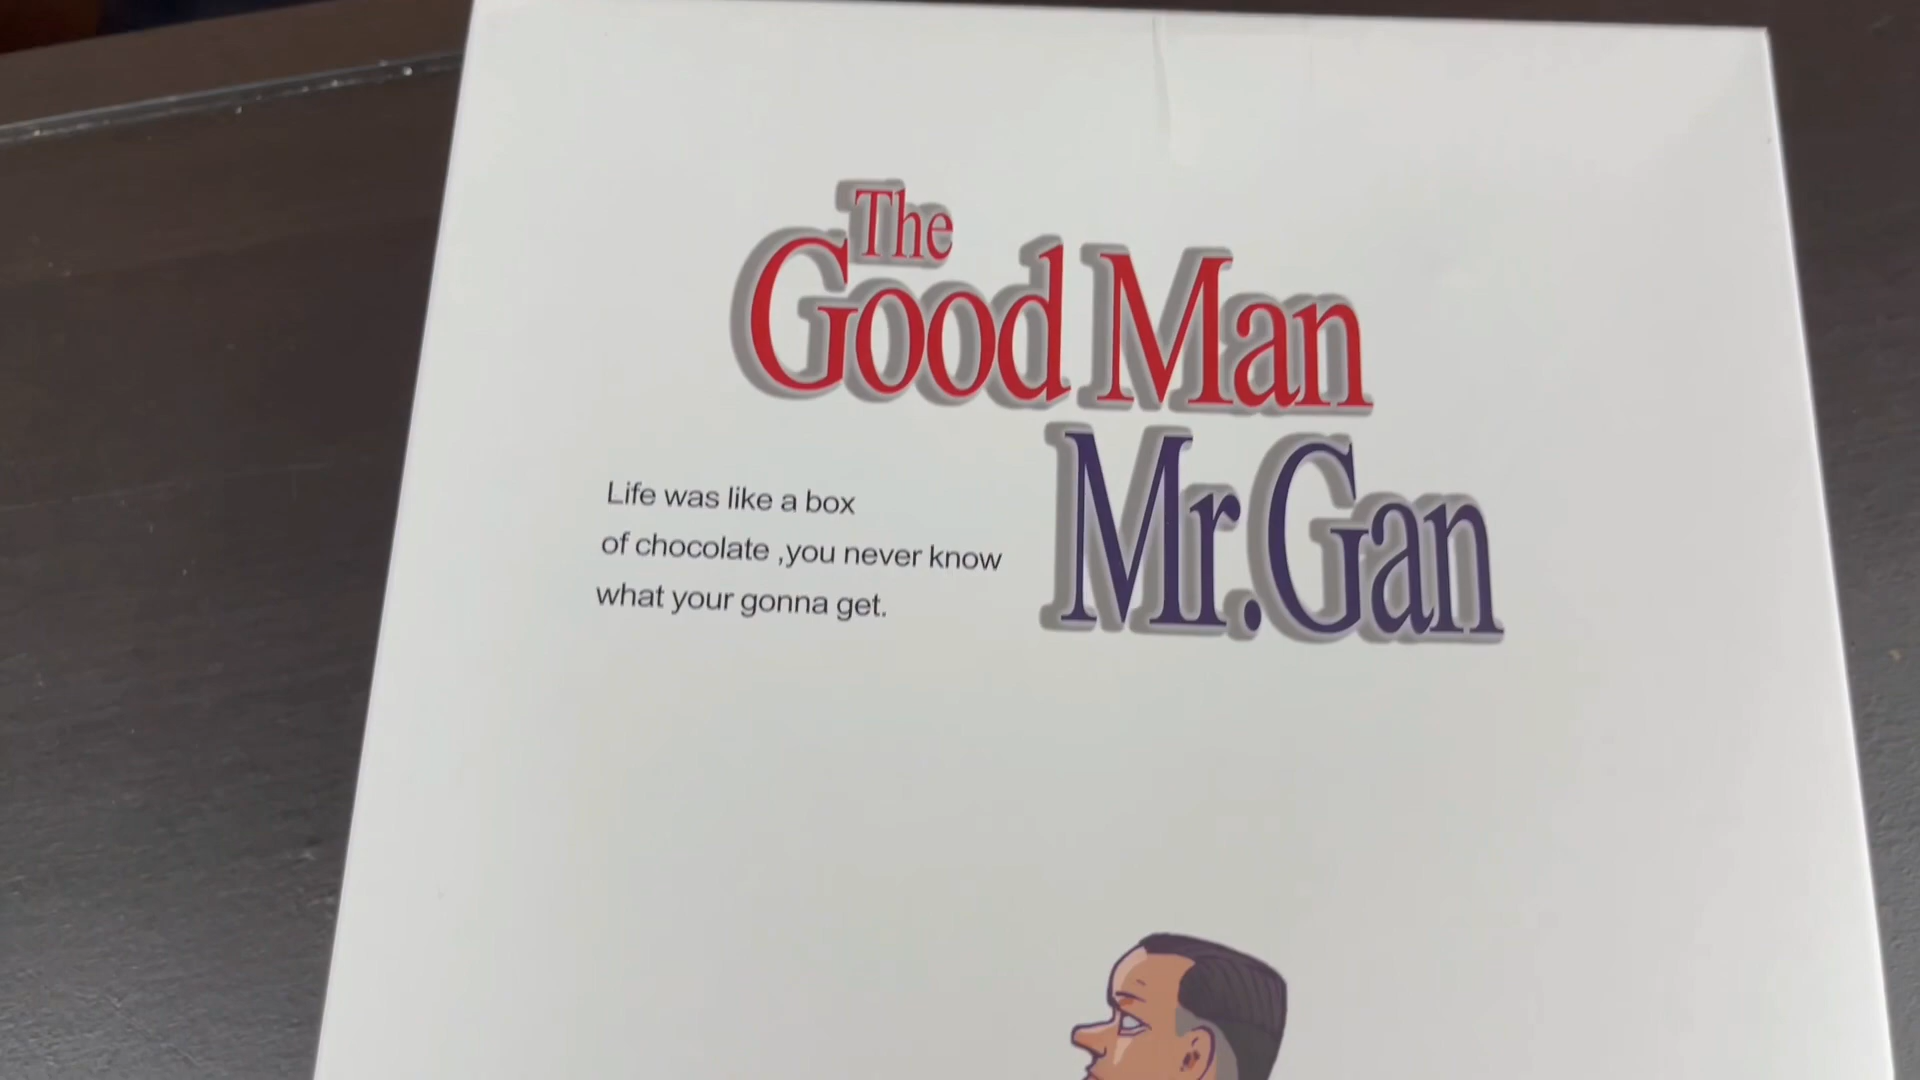 The
Good Man
Mr.Gan
Life was like a box
of chocolate ,you never know
what your gonna get.